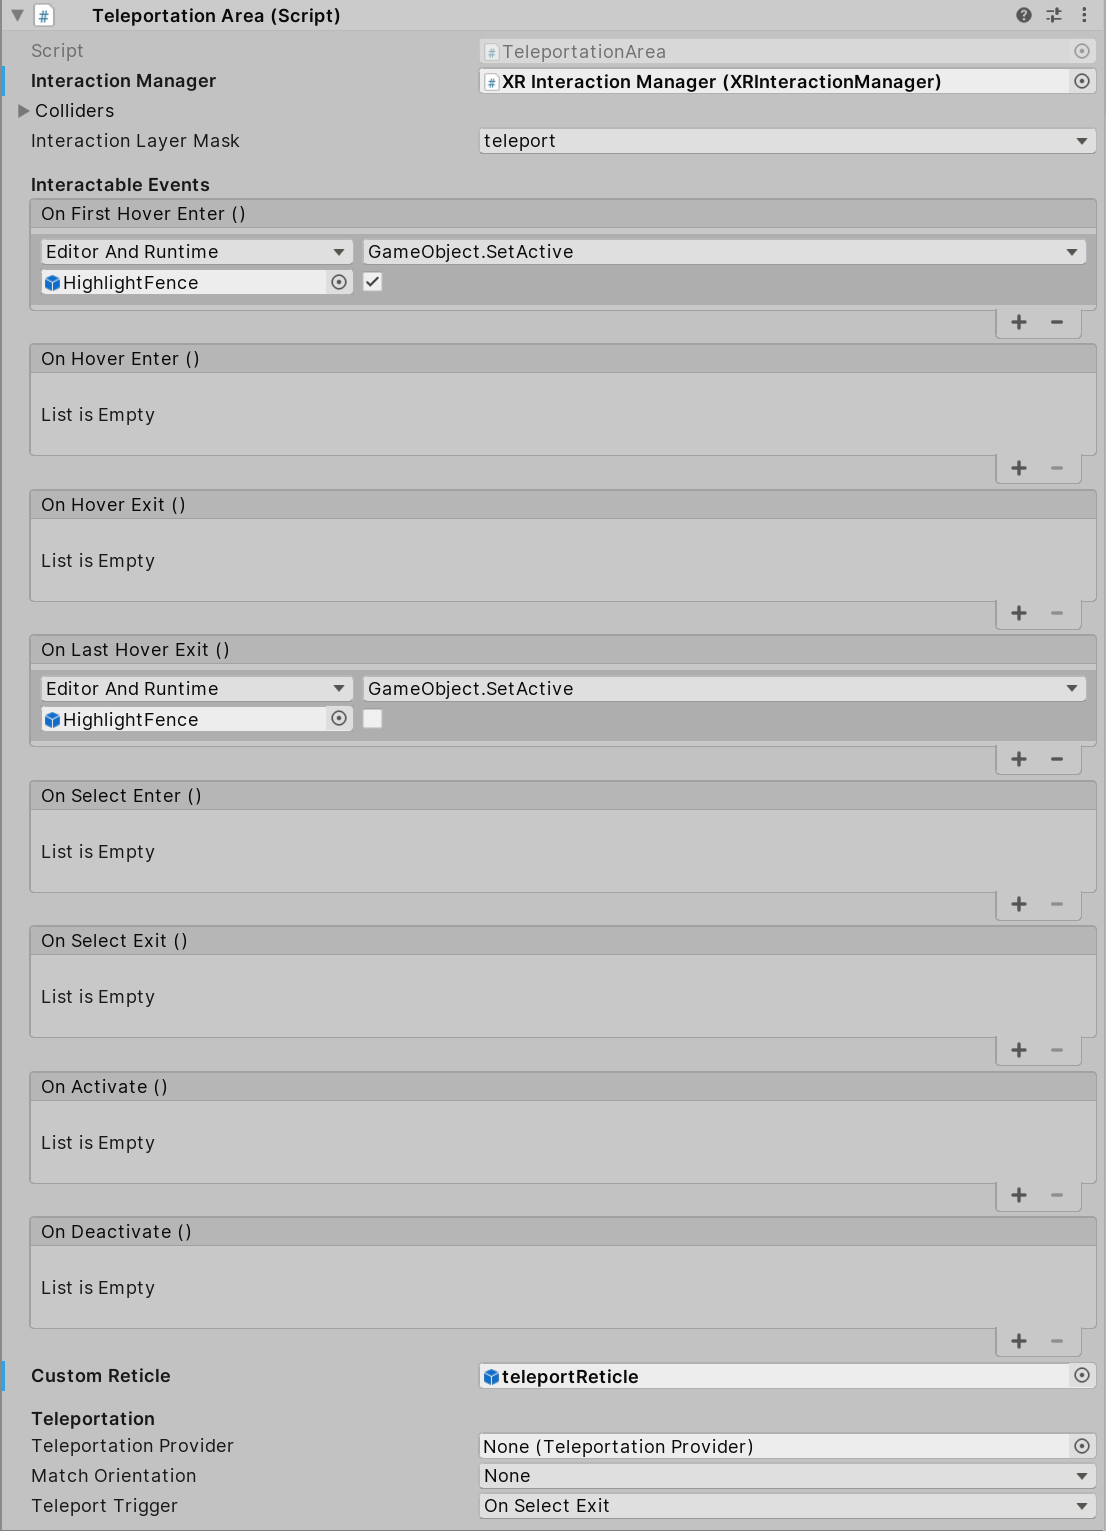 Teleportation Area (Script)
Script TeleportationArea
Interaction Manager XR Interaction Manager (XRInteractionManager)
Colliders
Interaction Layer Mask teleport
Interactable Events
On First Hover Enter ()
Editor And Runtime GameObject.SetActive
HighlightFence
On Hover Enter ()
List is Empty
On Hover Exit ()
List is Empty
On Last Hover Exit ()
Editor And Runtime GameObject.SetActive
HighlightFence
On Select Enter ()
List is Empty
On Select Exit ()
List is Empty
On Activate ()
List is Empty
On Deactivate ()
List is Empty
Custom Reticle teleportReticle
Teleportation
Teleportation Provider None (Teleportation Provider)
Match Orientation None
Teleport Trigger On Select Exit